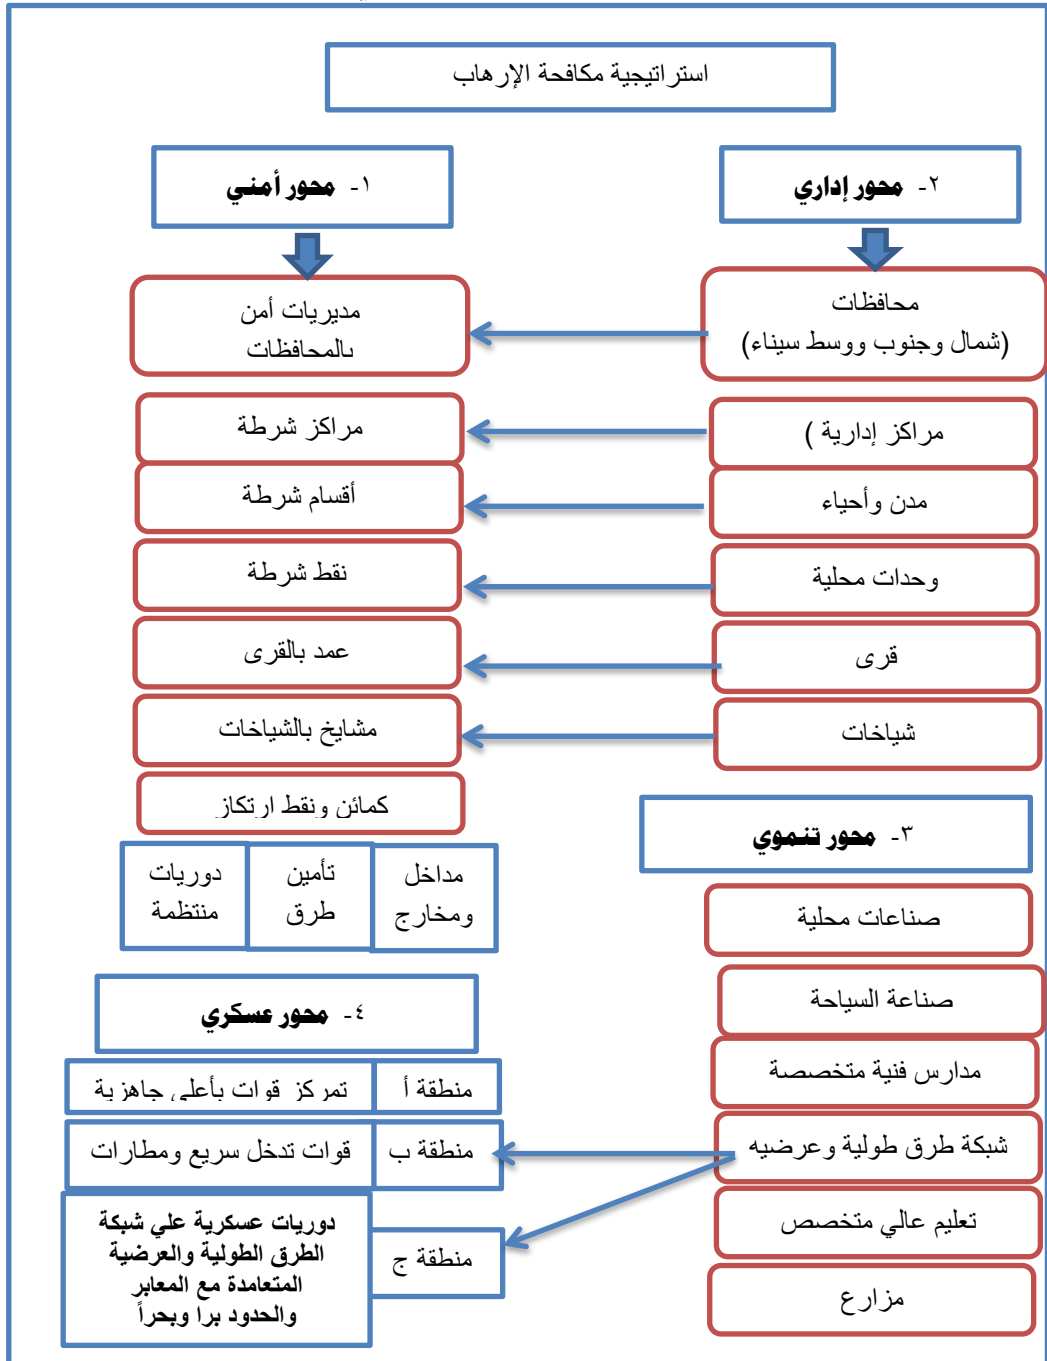 استراتيجية مكافحة الإرهاب
٢- محور إداري
محافظات
(شمال وجنوب ووسط سيناء)
مراكز إدارية )
مدن وأحياء
وحدات محلية
قرى
شياخات
١- محور أمني
مديريات أمن
بالمحافظات
مراكز شرطة
أقسام شرطة
نقط شرطة
عمد بالقرى
مشايخ بالشياخات
كمائن ونقط ارتكاز
مداخل
ومخارج
تأمين
طرق
دوريات
منتظمة
٣- محور تنموي
صناعات محلية
صناعة السياحة
مدارس فنية متخصصة
شبكة طرق طولية وعرضيه
تعليم عالي متخصص
مزارع
٤- محور عسكري
منطقة أ
تمركز قوات بأعلى جاهزية
منطقة ب
قوات تدخل سريع ومطارات
منطقة ج
دوريات عسكرية علي شبكة
الطرق الطولية والعرضية
المتعامدة مع المعابر
والحدود برا وبحراً